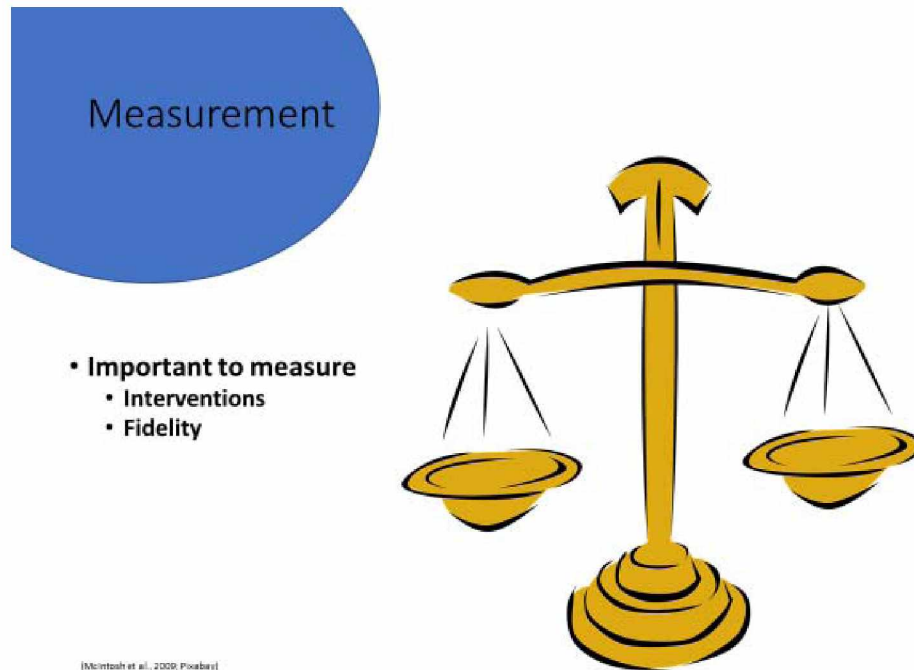 Measurement
• Important to measure
• Interventions
• Fidelity
(McIntosh et al., 2009; Pixabay)